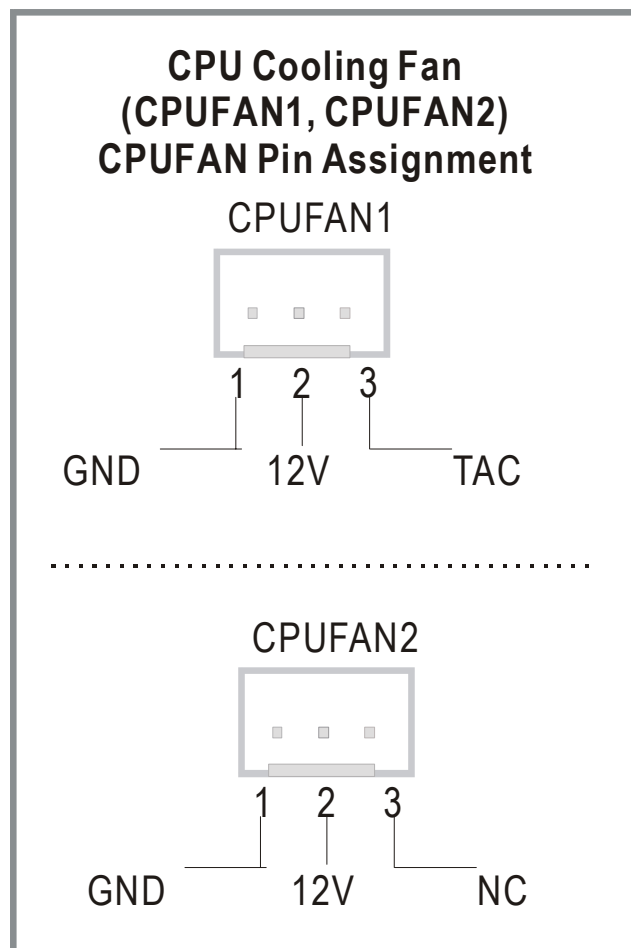 CPU Cooling Fan
(CPUFAN1, CPUFAN2)
CPUFAN Pin Assignment
CPUFAN1
1 2 3
GND 12V TAC
CPUFAN2
1 2 3
GND 12V NC